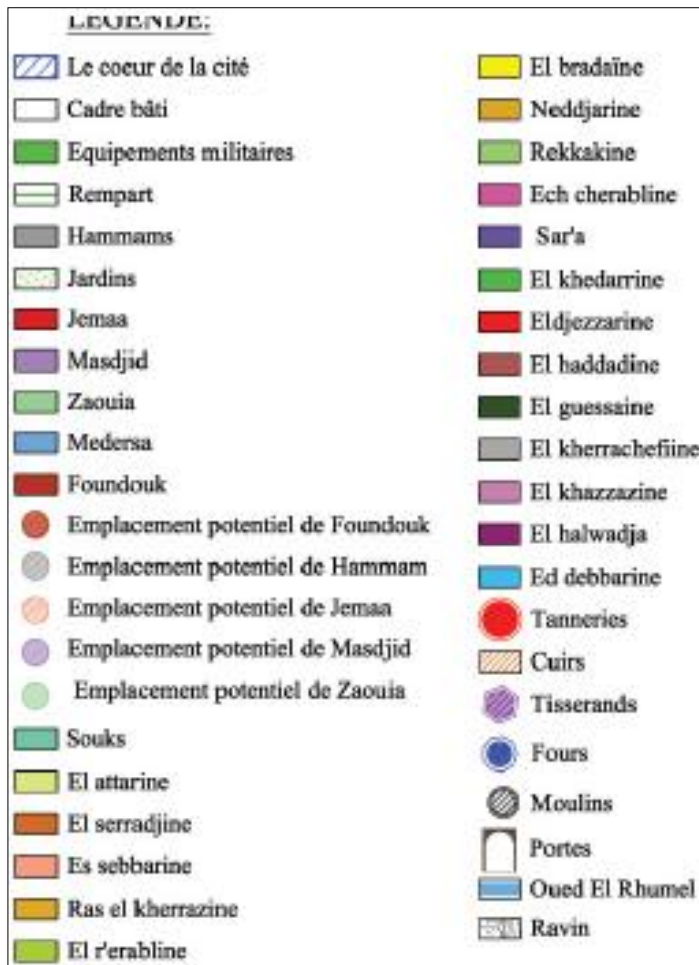 LEGENDE:
Le coeur de la cité
Cadre bâti
Equipements militaires
Rempart
Hammams
Jardins
Jemaa
Masdjid
Zaouia
Medersa
Foundouk
Emplacement potentiel de Foundouk
Emplacement potentiel de Hammam
Emplacement potentiel de Jemaa
Emplacement potentiel de Masdjid
Emplacement potentiel de Zaouia
Souks
El attarine
El serradjine
Es sebbarine
Ras el kherrazine
El r'erabline
El bradaïne
Neddjarine
Rekkakine
Ech cherabline
Sar'a
El khedarrine
Eldjezzarine
El haddadine
El guessaine
El kherrachefiine
El khazzazine
El halwadja
Ed debbarine
Tanneries
Cuirs
Tisserands
Fours
Moulins
Portes
Oued El Rhumel
Ravin